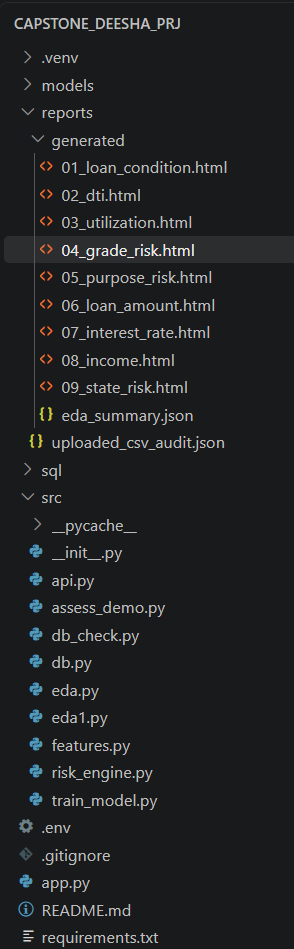 CAPSTONE_DEESHA_PRJ
.venv
models
reports
generated
01_loan_condition.html
02_dti.html
03_utilization.html
04_grade_risk.html
05_purpose_risk.html
06_loan_amount.html
07_interest_rate.html
08_income.html
09_state_risk.html
eda_summary.json
uploaded_csv_audit.json
sql
src
__pycache__
__init__.py
api.py
assess_demo.py
db_check.py
db.py
eda.py
eda1.py
features.py
risk_engine.py
train_model.py
.env
.gitignore
app.py
README.md
requirements.txt